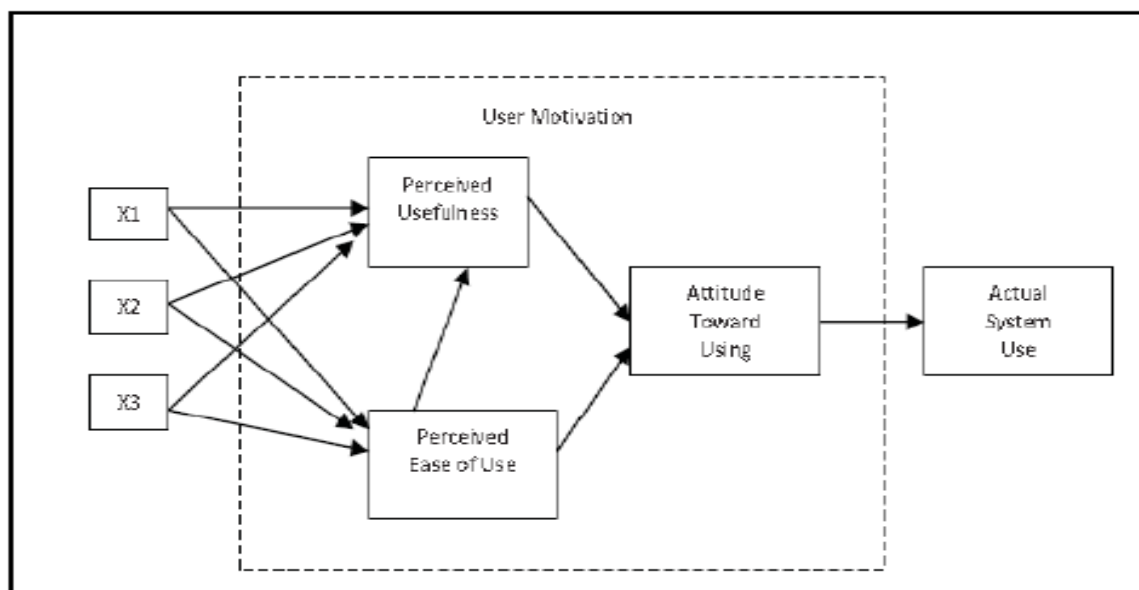 User Motivation
Perceived
Usefulness
X1
X2
X3
Attitude
Toward
Using
Actual
System
Use
Perceived
Ease of Use